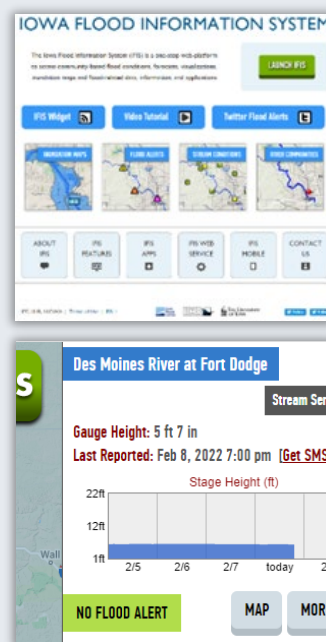 IOWA FLOOD INFORMATION SYSTEM
The Iowa Flood Information System (IFIS) is a one-stop web-platform
to access community-based flood conditions, forecasts, visualizations,
inundation maps and flood-related data, information and applications
LAUNCH IFIS
IFIS Widget
Video Tutorial
Twitter Flood Alerts
INUNDATION MAPS
FLOOD ALERTS
STREAM CONDITIONS
RIVER COMMUNITIES
ABOUT IFIS
IFIS FEATURES
IFIS APPS
IFIS WEB SERVICE
IFIS MOBILE
CONTACT US
S
Des Moines River at Fort Dodge
Stream Ser
Gauge Height: 5 ft 7 in
Last Reported: Feb 8, 2022 7:00 pm [Get SMS
Stage Height (ft)
22ft
12ft
1ft
2/5 2/6 2/7 today 2
Wall
NO FLOOD ALERT
MAP
MOR